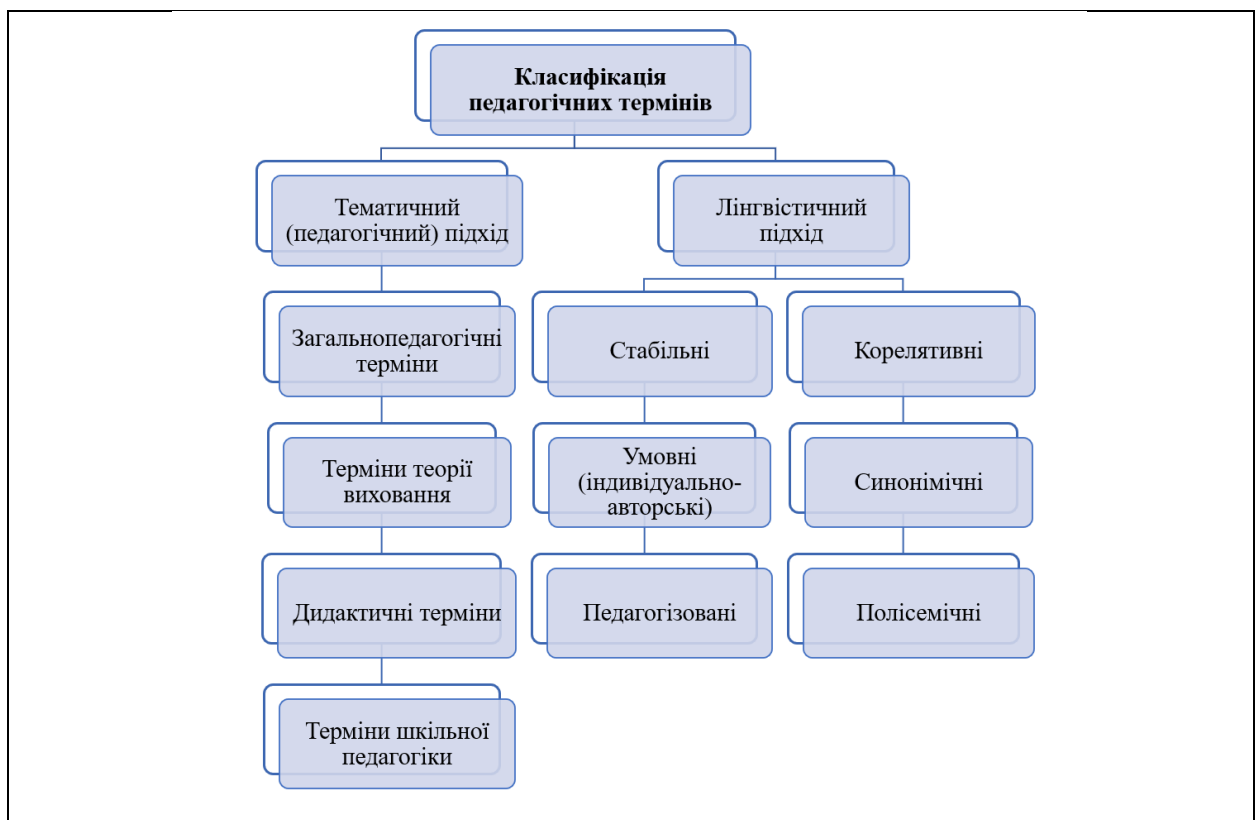 Класифікація
педагогічних термінів
Тематичний
(педагогічний) підхід
Лінгвістичний
підхід
Загальнопедагогічні
терміни
Стабільні
Корелятивні
Терміни теорії
виховання
Умовні
(індивідуально-
авторські)
Синонімічні
Дидактичні терміни
Педагогізовані
Полісемічні
Терміни шкільної
педагогіки